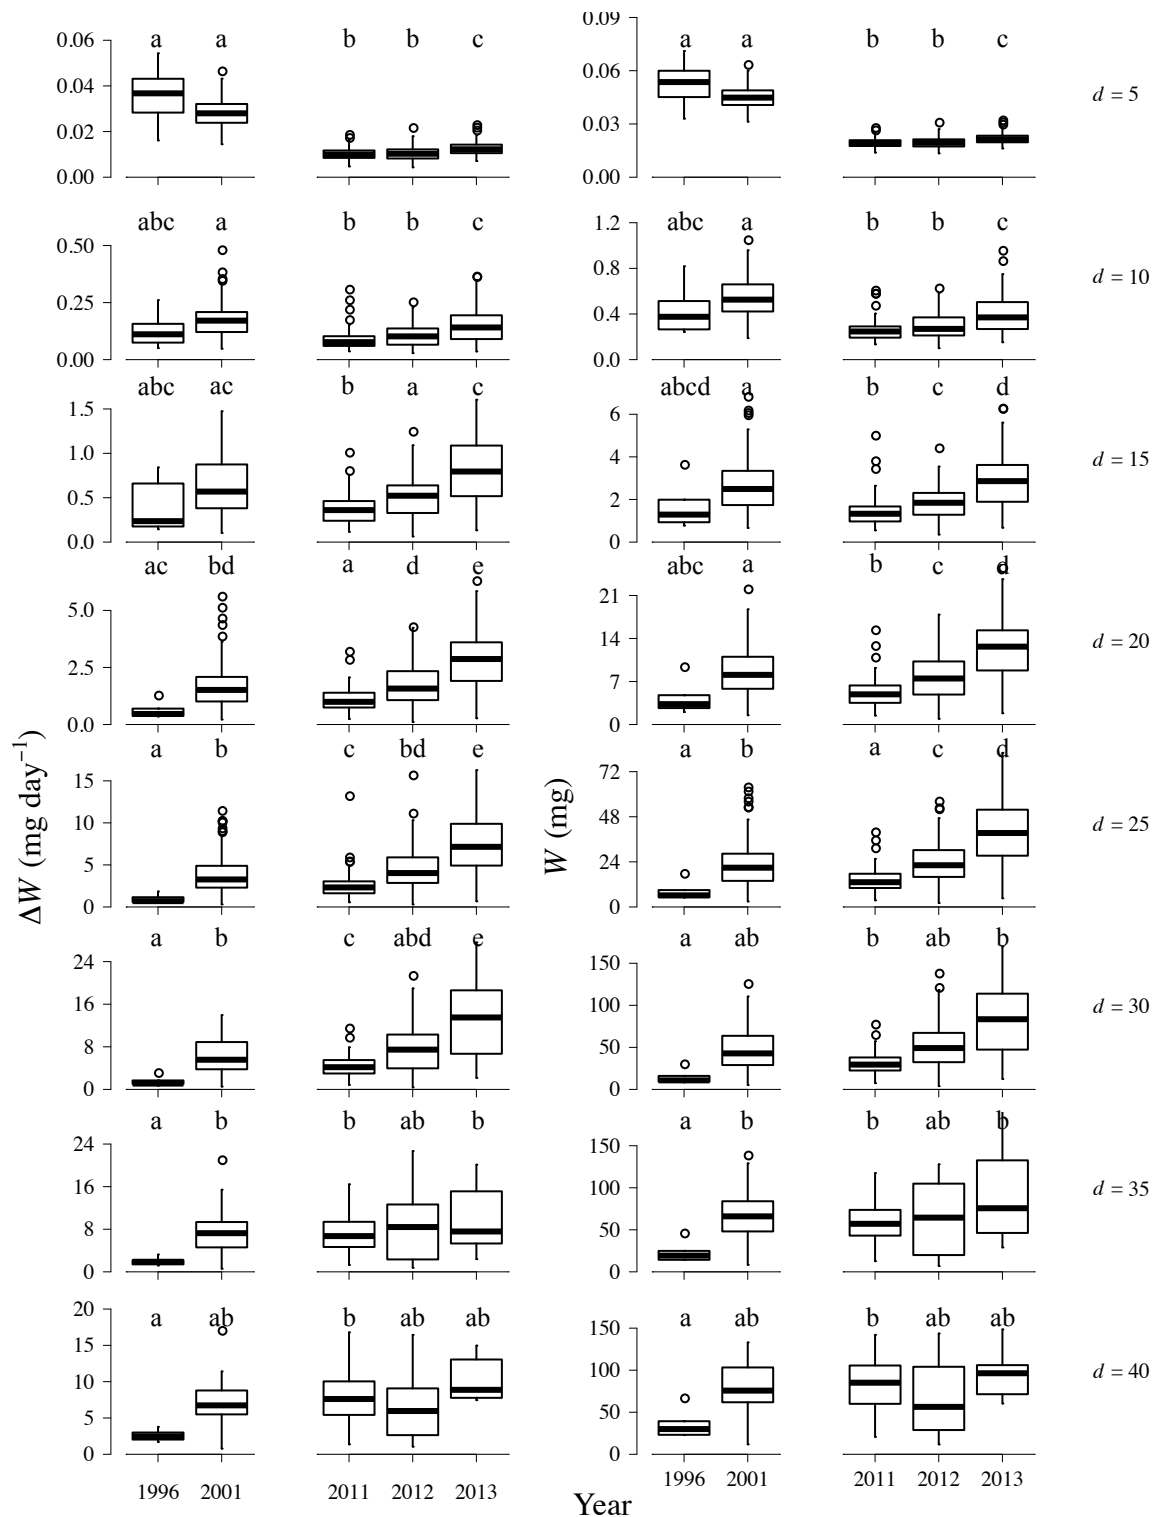 0.06 a a b b c 0.09 a a b b c
0.04 0.06 d = 5
0.02 0.03
0.00 0.00
abc a b b c 1.2 abc a b b c
0.50 0.8 d = 10
0.25 0.4
0.00 0.0
abc ac b a c abcd a b c d
1.5 6
1.0 4 d = 15
0.5 2
0.0 0
ac bd a d e abc a b c d
5.0 21 d = 20
2.5 14
0.0 7
0
a b c bd e a b a c d
15 72
10 48 d = 25
5 24
0 0
a b c abd e a ab b ab b
24 150
16 100 d = 30
8 50
0 0
a b b ab b a b b ab b
24 150
16 100 d = 35
8 50
0 0
20 a ab b ab ab a ab b ab ab
15 150
10 100 d = 40
5 50
0 0
1996 2001 2011 2012 2013 1996 2001 2011 2012 2013
ΔW (mg day⁻¹)
W (mg)
Year